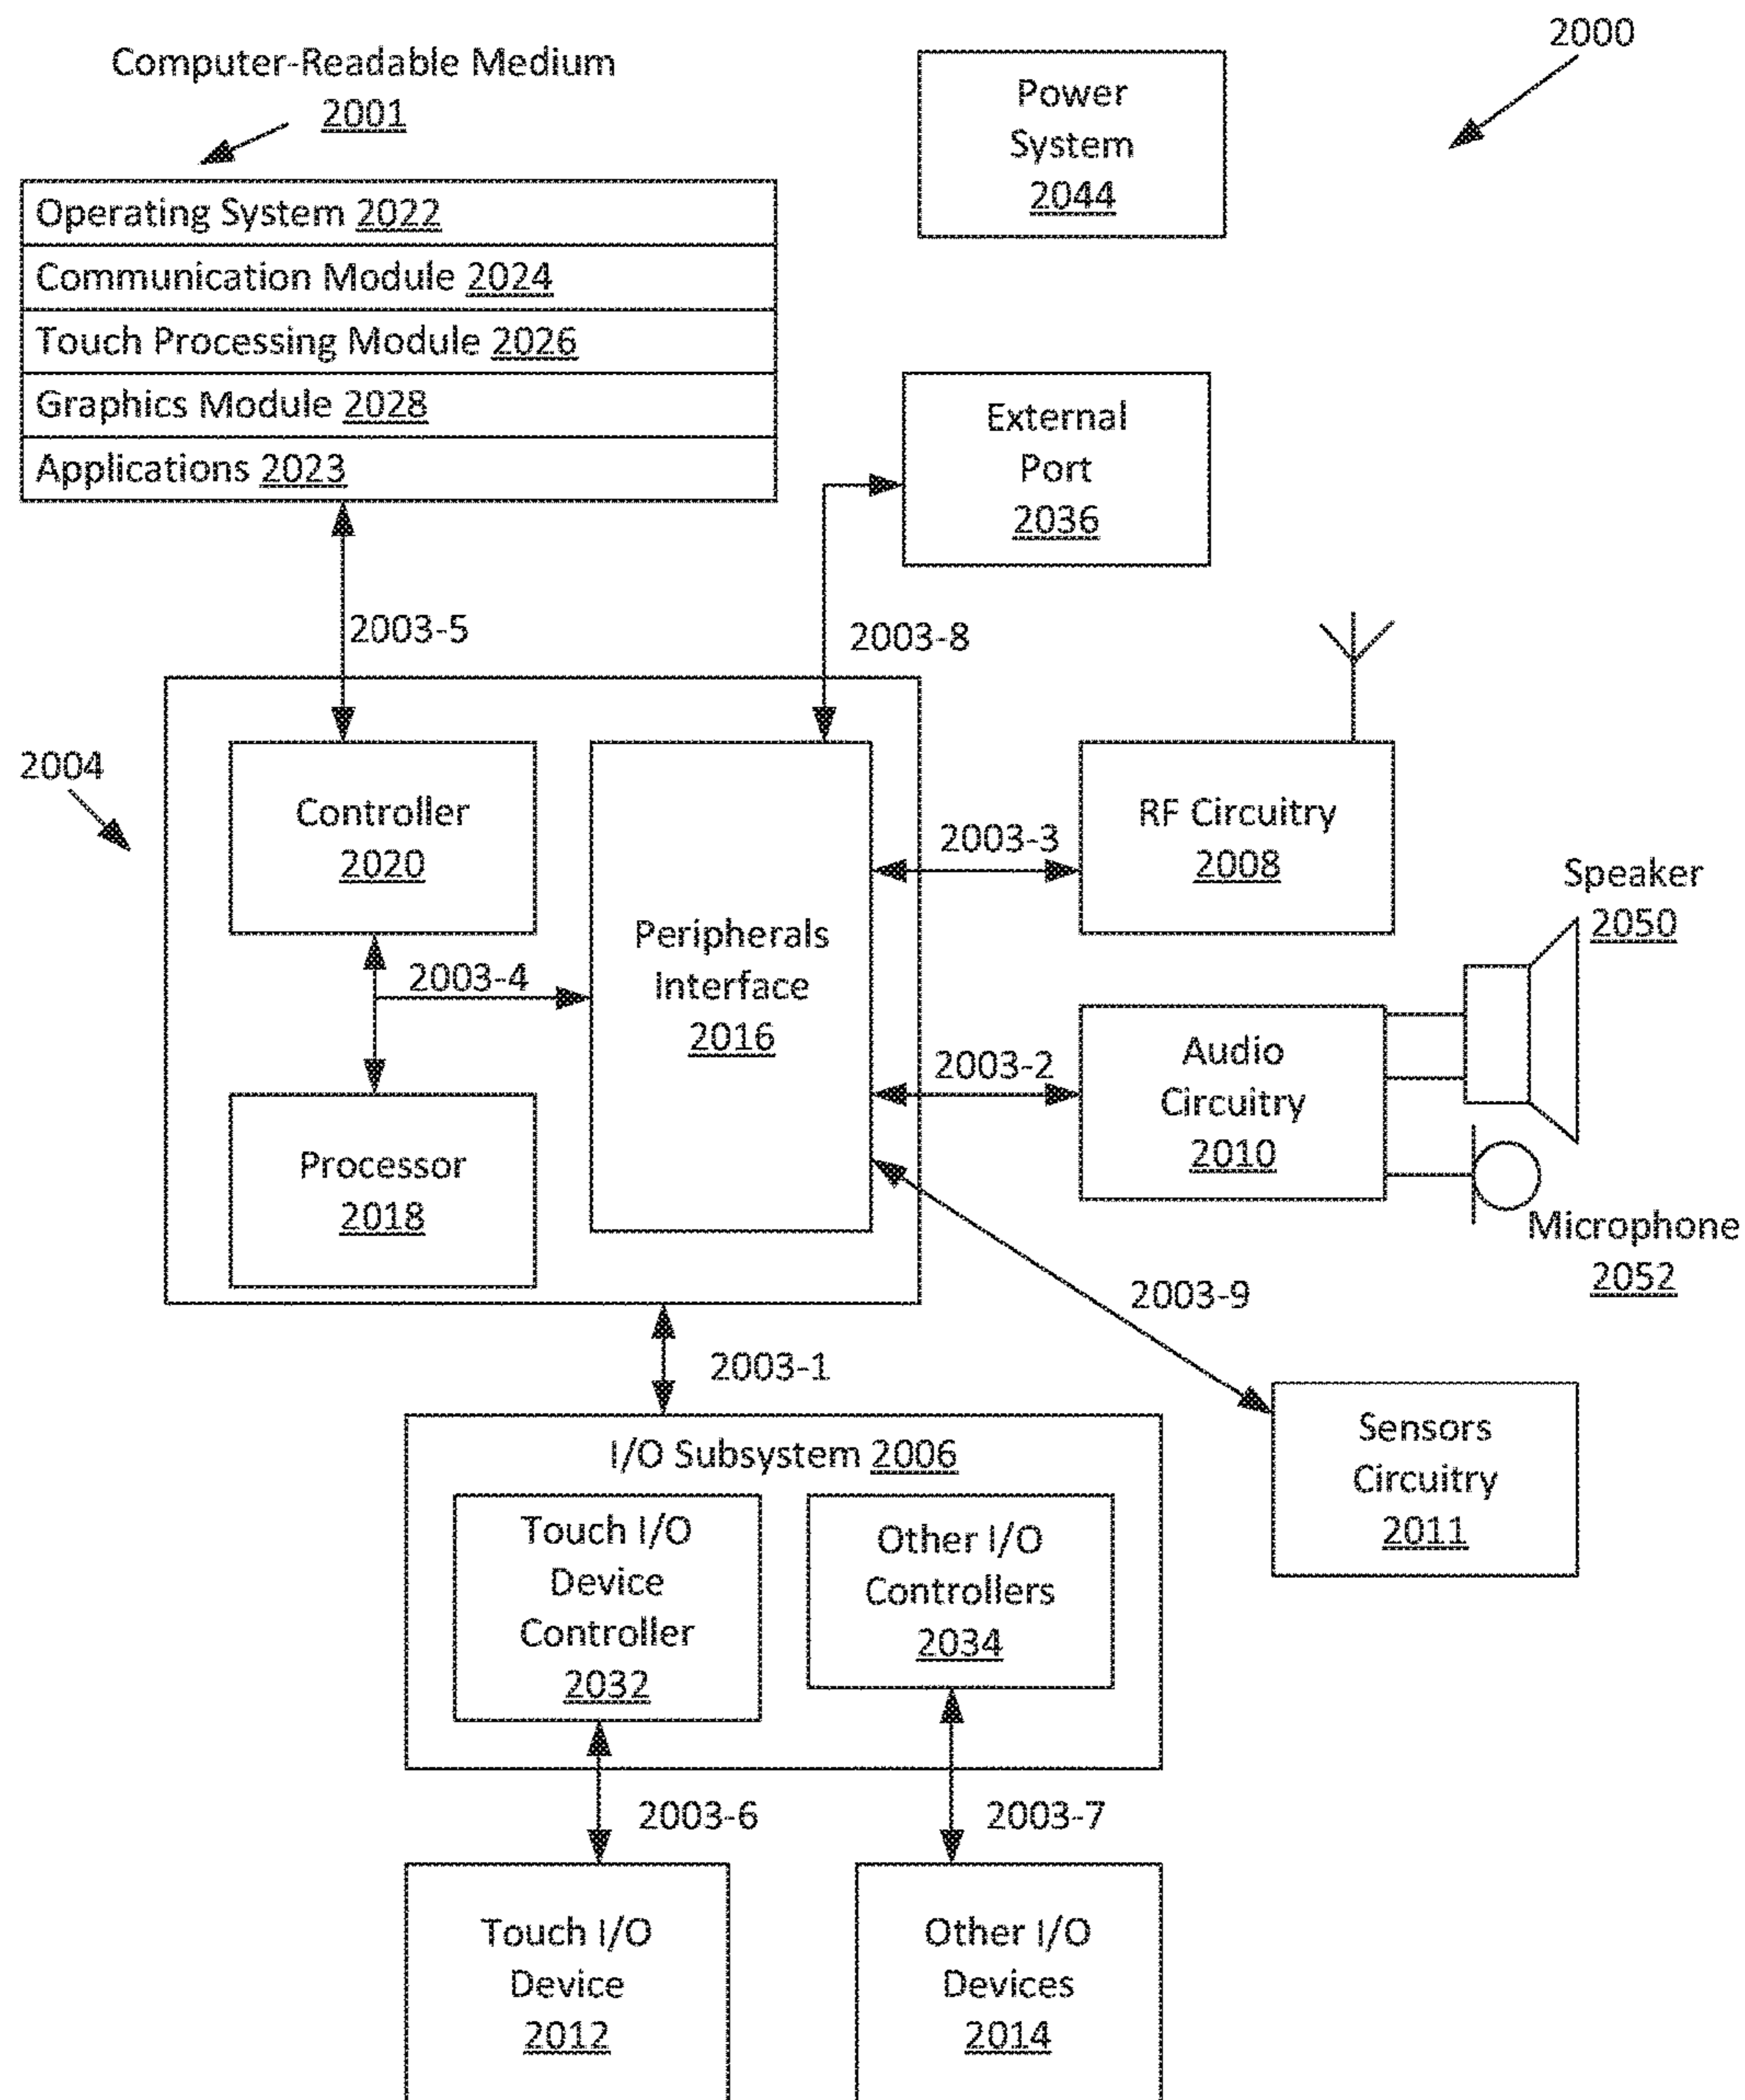 2000
Computer-Readable Medium
2001
Power
System
2044
Operating System 2022
Communication Module 2024
Touch Processing Module 2026
Graphics Module 2028
Applications 2023
External
Port
2036
2003-5
2003-8
2004
Controller
2020
Peripherals
Interface
2016
2003-3
RF Circuitry
2008
Speaker
2050
2003-4
2003-2
Audio
Circuitry
2010
Processor
2018
Microphone
2052
2003-9
2003-1
Sensors
Circuitry
2011
I/O Subsystem 2006
Touch I/O
Device
Controller
2032
Other I/O
Controllers
2034
2003-6
2003-7
Touch I/O
Device
2012
Other I/O
Devices
2014